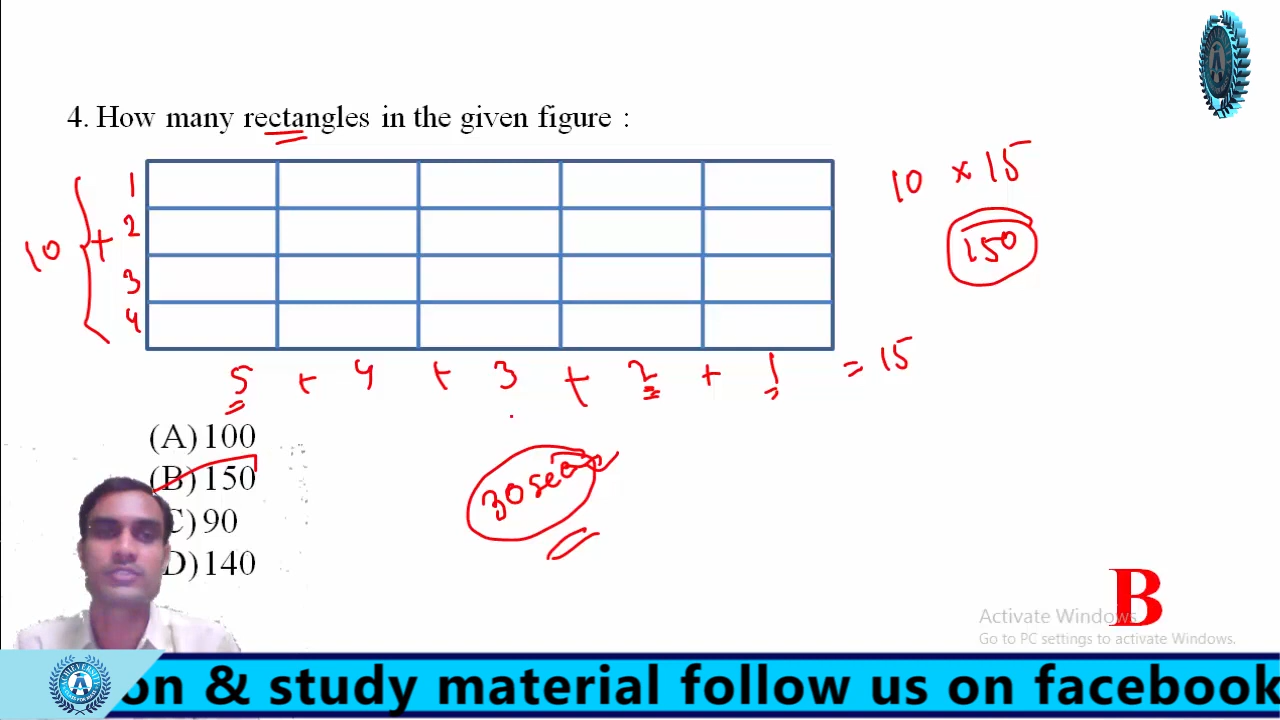 4. How many rectangles in the given figure :
1
2
3
4
+
10
10 × 15
150
5 + 4 + 3 + 2 + 1 = 15
(A) 100
(B) 150
C) 90
D) 140
30 sec
B
Activate Windows
Go to PC settings to activate Windows.
on & study material follow us on facebook